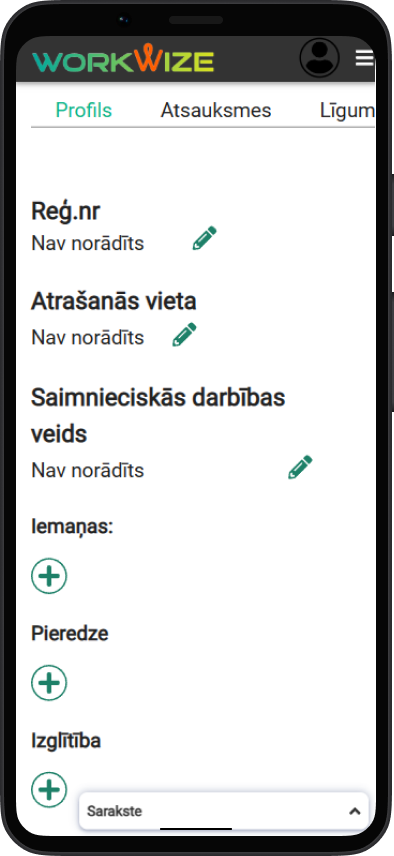 WORKWIZE
Profils Atsauksmes Līgum
Reģ.nr
Nav norādīts
Atrašanās vieta
Nav norādīts
Saimnieciskās darbības
veids
Nav norādīts
Iemaņas:
Pieredze
Izglītība
Sarakste